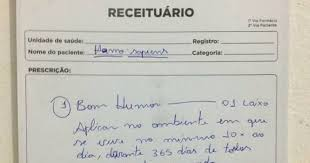 RECEITUÁRIO
1ª Via Farmácia
2ª Via Paciente
Unidade de saúde: Registro:
Nome do paciente: Homo sapiens Categoria:
PRESCRIÇÃO:
1 Bom Humor — 01 caixa
Aplicar no ambiente em que
se vive no mínimo 10x ao
dia, durante 365 dias de todos